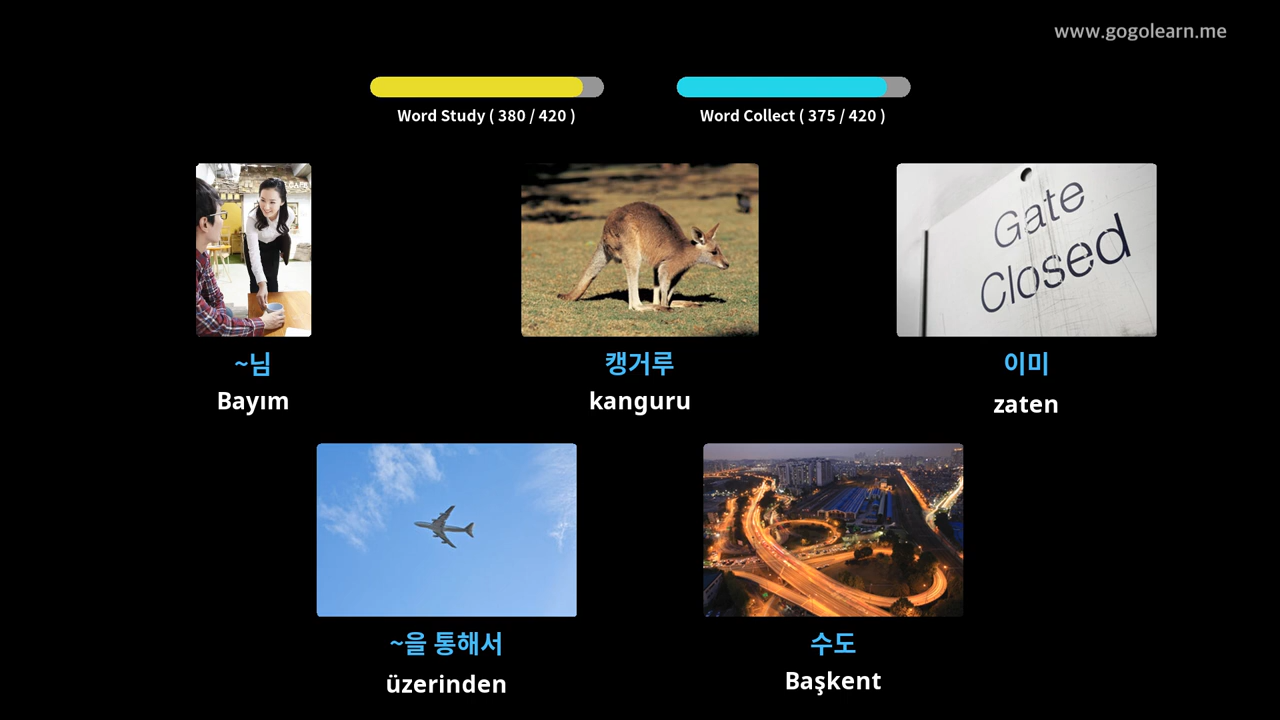 www.gogolearn.me
Word Study ( 380 / 420 )
Word Collect ( 375 / 420 )
Gate
Closed
~님
Bayım
캥거루
kanguru
이미
zaten
~을 통해서
üzerinden
수도
Başkent